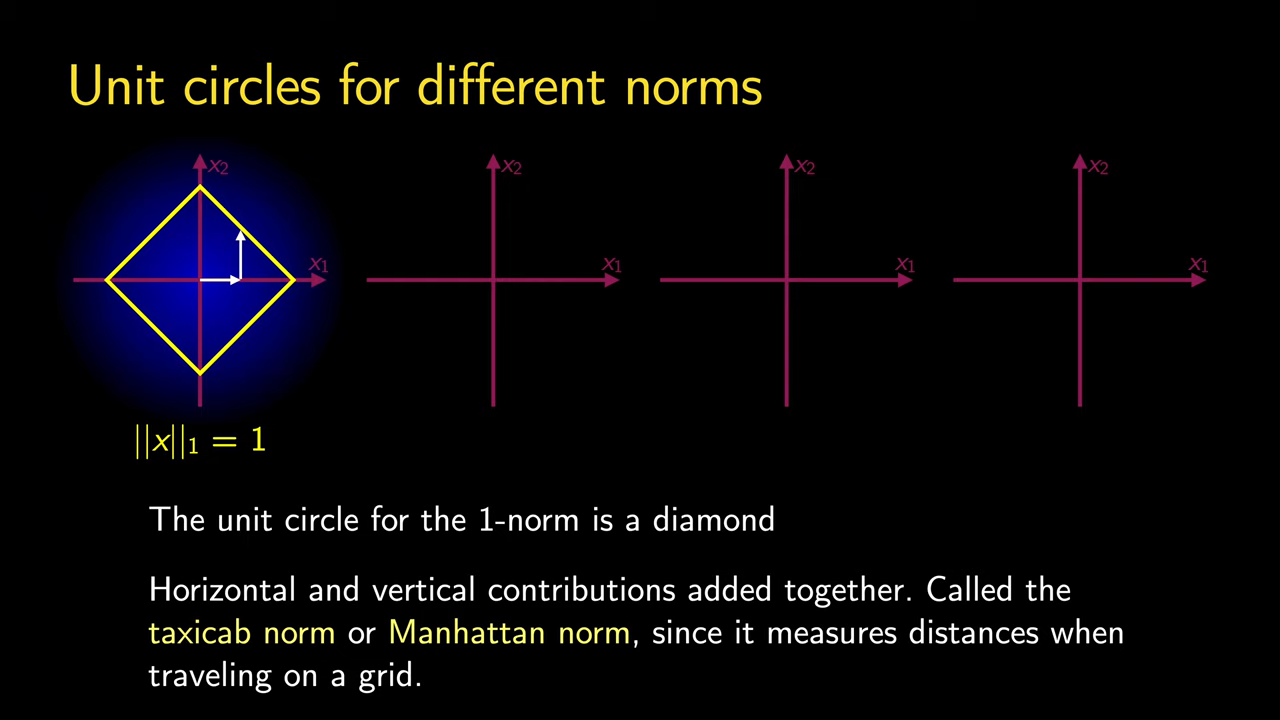 Unit circles for different norms
x₂ x₂ x₂ x₂
x₁ x₁ x₁ x₁
||x||₁ = 1
The unit circle for the 1-norm is a diamond
Horizontal and vertical contributions added together. Called the
taxicab norm or Manhattan norm, since it measures distances when
traveling on a grid.